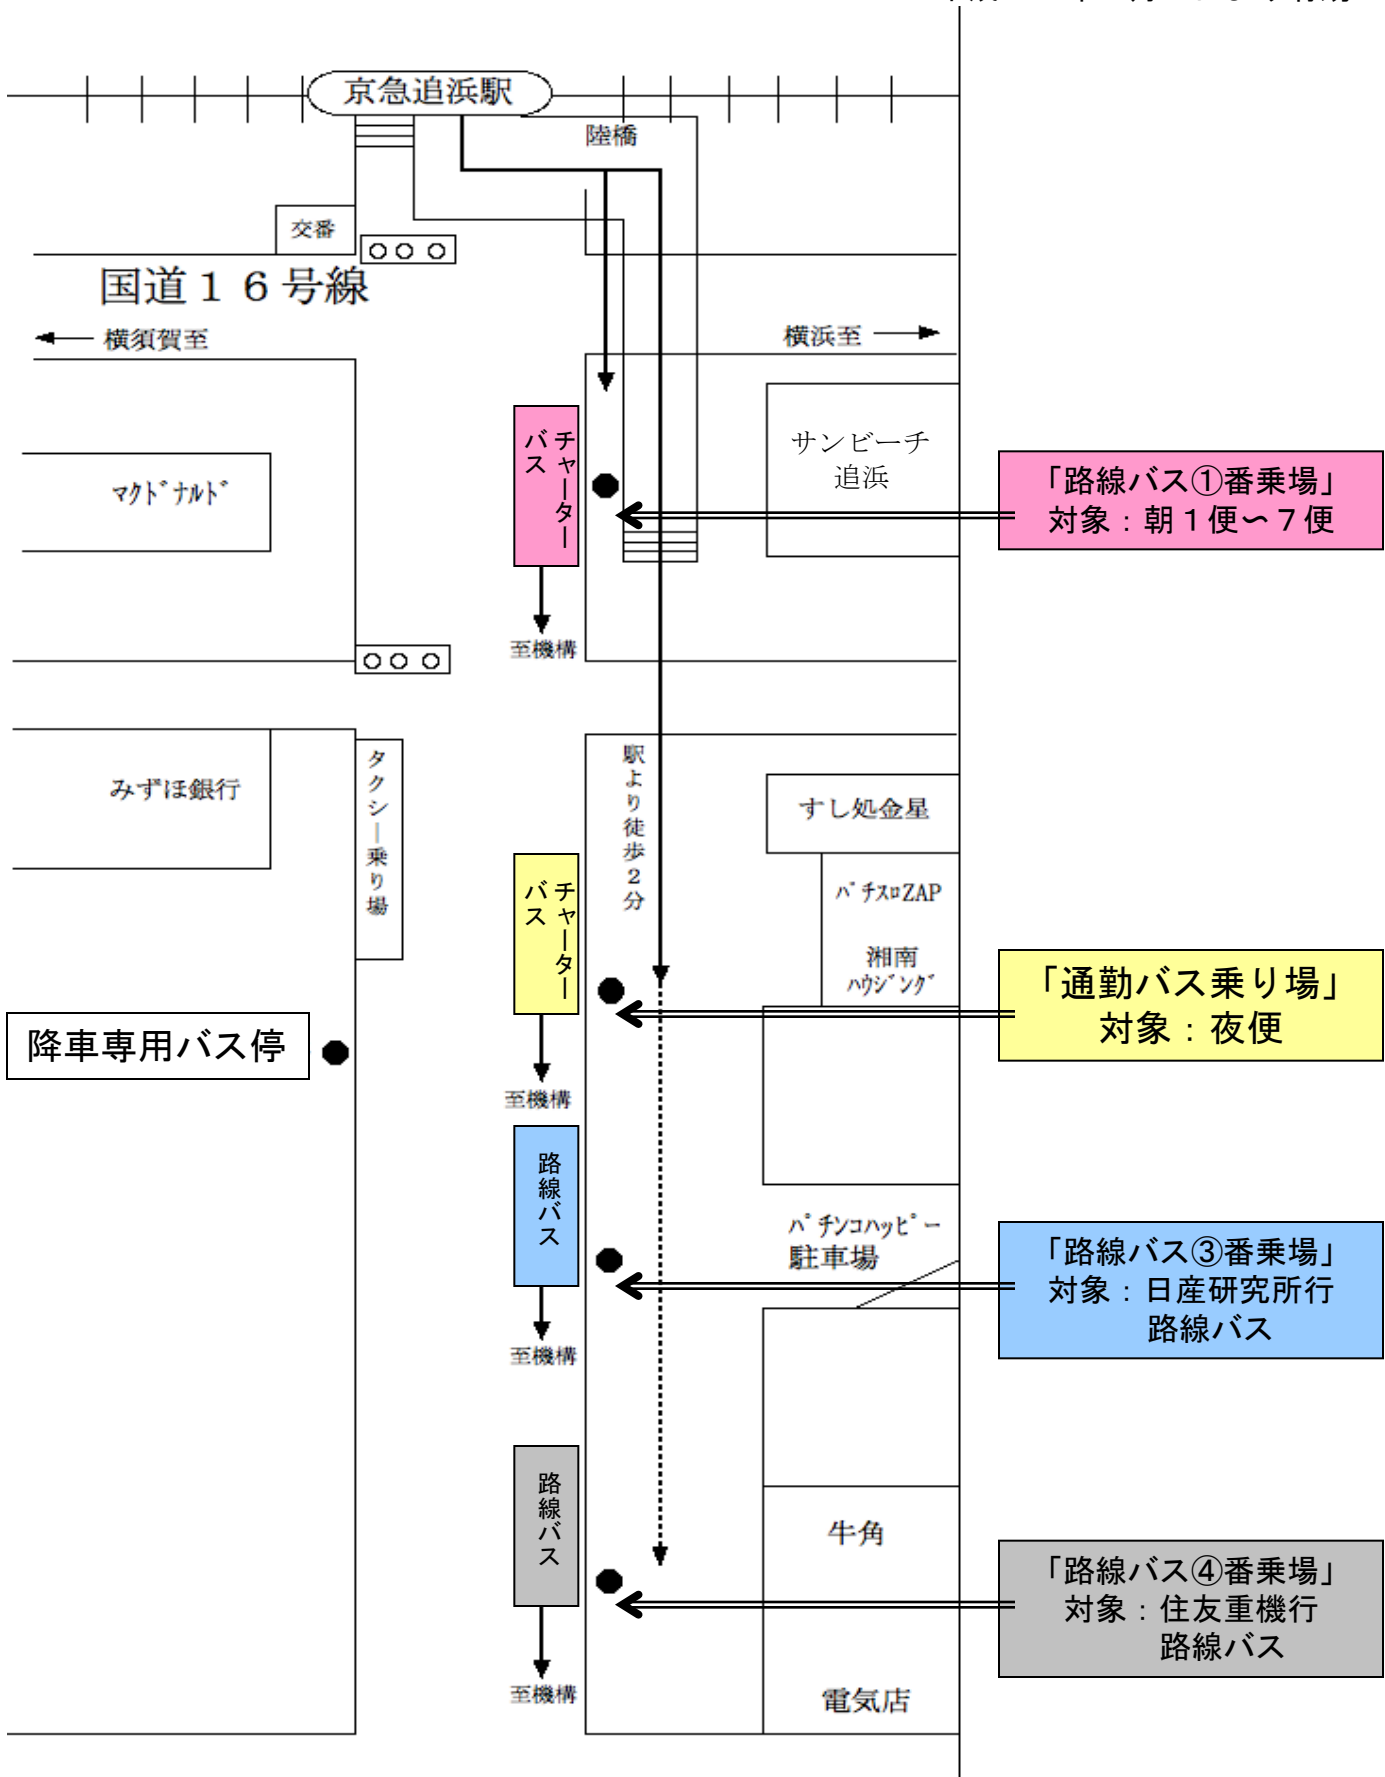 京急追浜駅
陸橋
交番
国道１６号線
横須賀至
横浜至
チャーター
バス
サンビーチ
追浜
マクドナルド
「路線バス①番乗場」
対象：朝１便～７便
至機構
タクシー乗り場
みずほ銀行
駅より徒歩２分
すし処金星
チャーター
バス
パチスロZAP
湘南
ハウジング
「通勤バス乗り場」
対象：夜便
降車専用バス停
至機構
路線バス
パチンコハッピー
駐車場
「路線バス③番乗場」
対象：日産研究所行
路線バス
至機構
路線バス
牛角
「路線バス④番乗場」
対象：住友重機行
路線バス
至機構
電気店